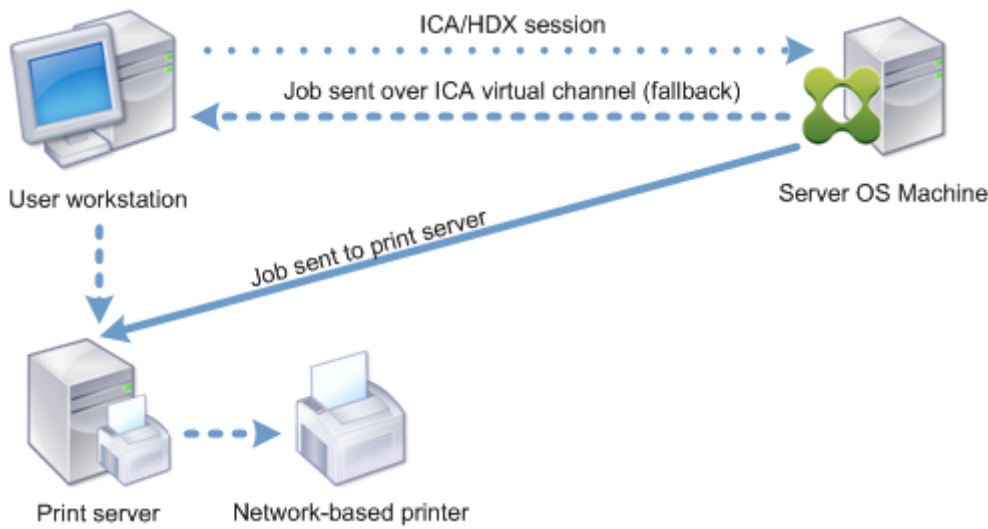 ICA/HDX session
Job sent over ICA virtual channel (fallback)
User workstation
Server OS Machine
Job sent to print server
Print server
Network-based printer